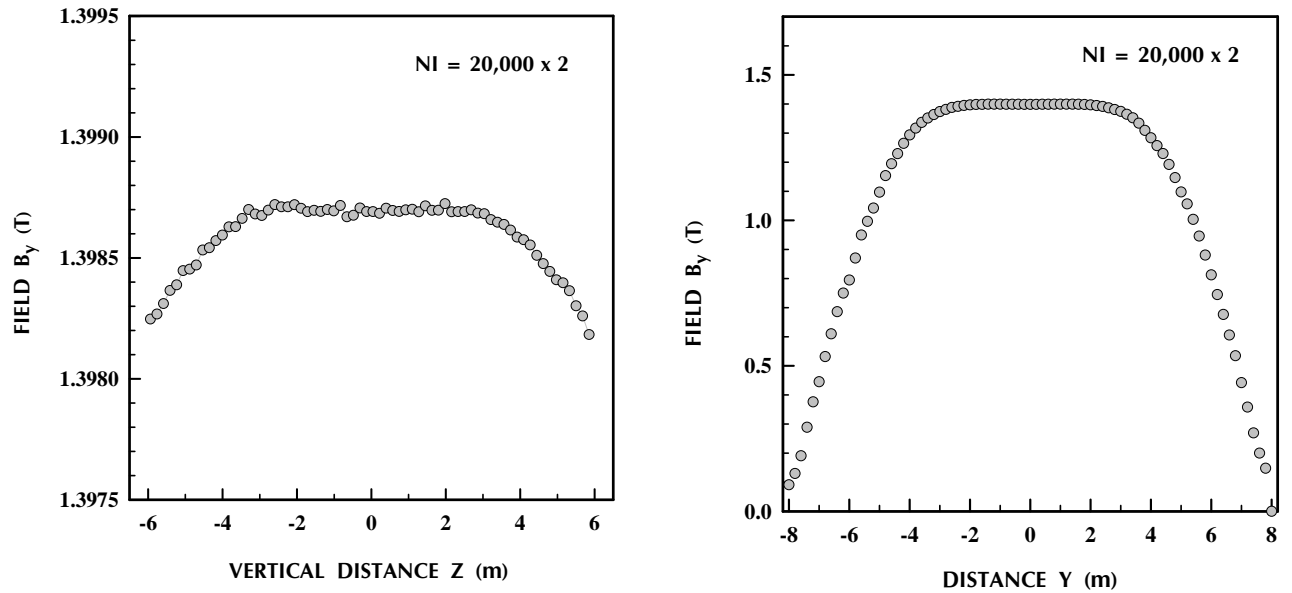 1.3995
NI = 20,000 x 2
1.3990
1.3985
1.3980
1.3975
FIELD By (T)
-6 -4 -2 0 2 4 6
VERTICAL DISTANCE Z (m)
NI = 20,000 x 2
1.5
1.0
0.5
0.0
FIELD By (T)
-8 -6 -4 -2 0 2 4 6 8
DISTANCE Y (m)